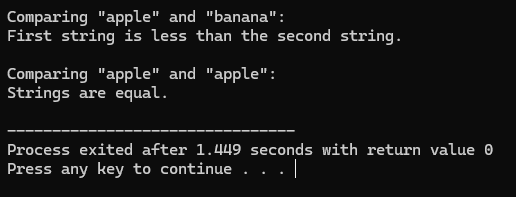 Comparing "apple" and "banana":
First string is less than the second string.
Comparing "apple" and "apple":
Strings are equal.
--------------------------------
Process exited after 1.449 seconds with return value 0
Press any key to continue . . .